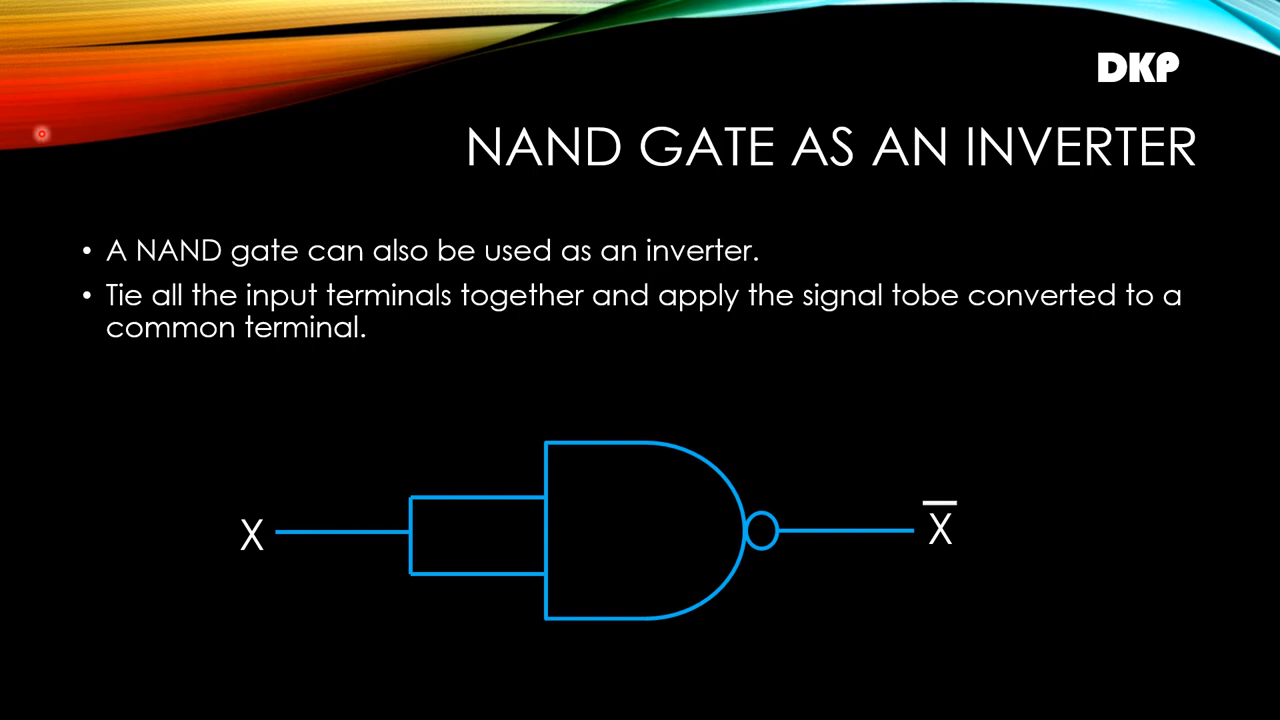 DKP
NAND GATE AS AN INVERTER
• A NAND gate can also be used as an inverter.
• Tie all the input terminals together and apply the signal tobe converted to a
common terminal.
X
X̅